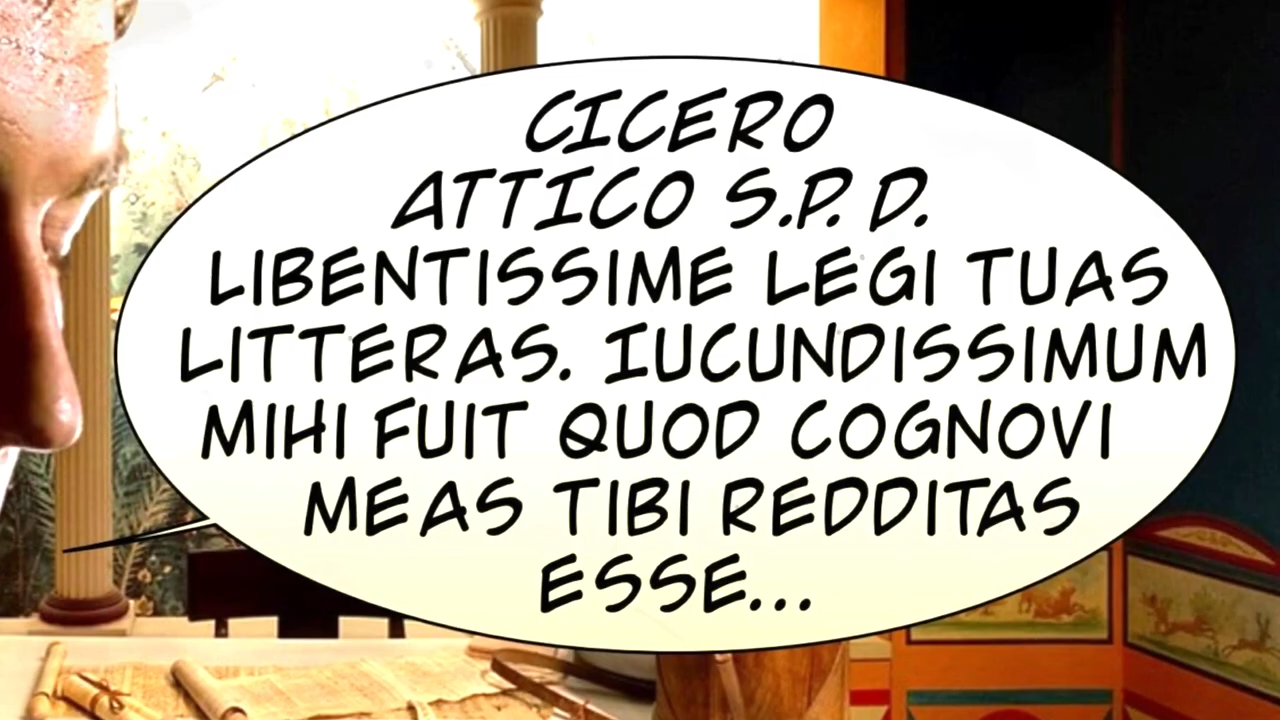 CICERO
ATTICO S.P.D.
LIBENTISSIME LEGI TUAS
LITTERAS. IUCUNDISSIMUM
MIHI FUIT QUOD COGNOVI
MEAS TIBI REDDITAS
ESSE...